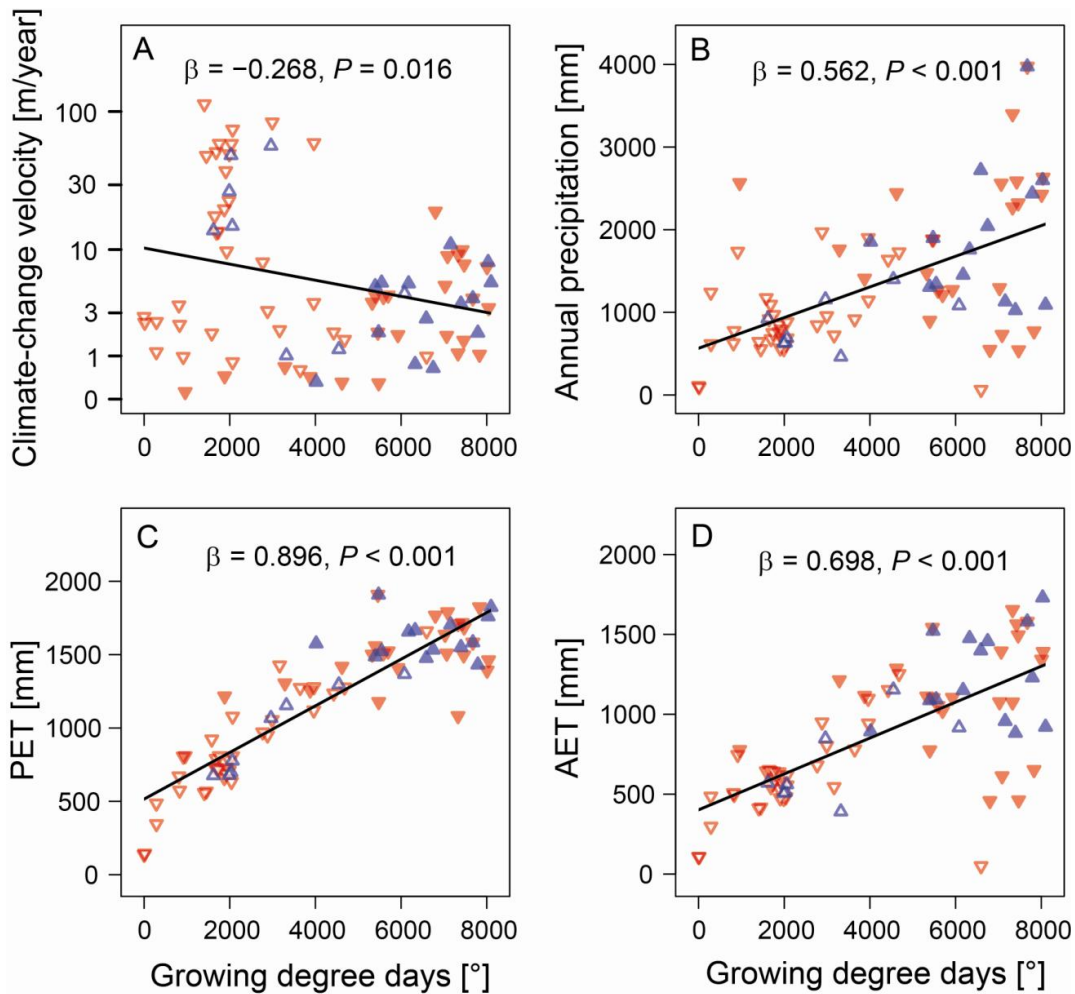 A
β = −0.268, P = 0.016
Climate-change velocity [m/year]
100
30
10
3
1
0
0 2000 4000 6000 8000
B
β = 0.562, P < 0.001
Annual precipitation [mm]
4000
3000
2000
1000
0
0 2000 4000 6000 8000
C
β = 0.896, P < 0.001
PET [mm]
2000
1500
1000
500
0
0 2000 4000 6000 8000
Growing degree days [°]
D
β = 0.698, P < 0.001
AET [mm]
2000
1500
1000
500
0
0 2000 4000 6000 8000
Growing degree days [°]